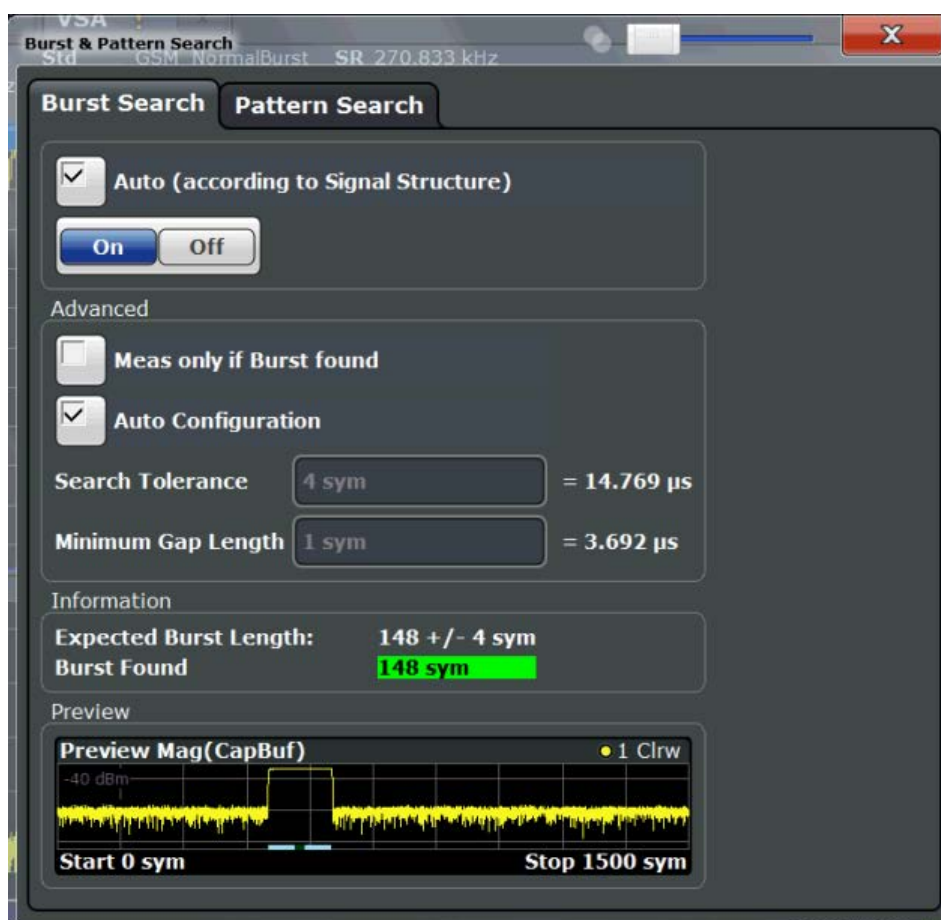 VSA
Burst & Pattern Search
Std GSM_NormalBurst SR 270.833 kHz
Burst Search Pattern Search
Auto (according to Signal Structure)
On Off
Advanced
Meas only if Burst found
Auto Configuration
Search Tolerance 4 sym = 14.769 µs
Minimum Gap Length 1 sym = 3.692 µs
Information
Expected Burst Length: 148 +/- 4 sym
Burst Found 148 sym
Preview
Preview Mag(CapBuf) 1 Clrw
-40 dBm
Start 0 sym Stop 1500 sym